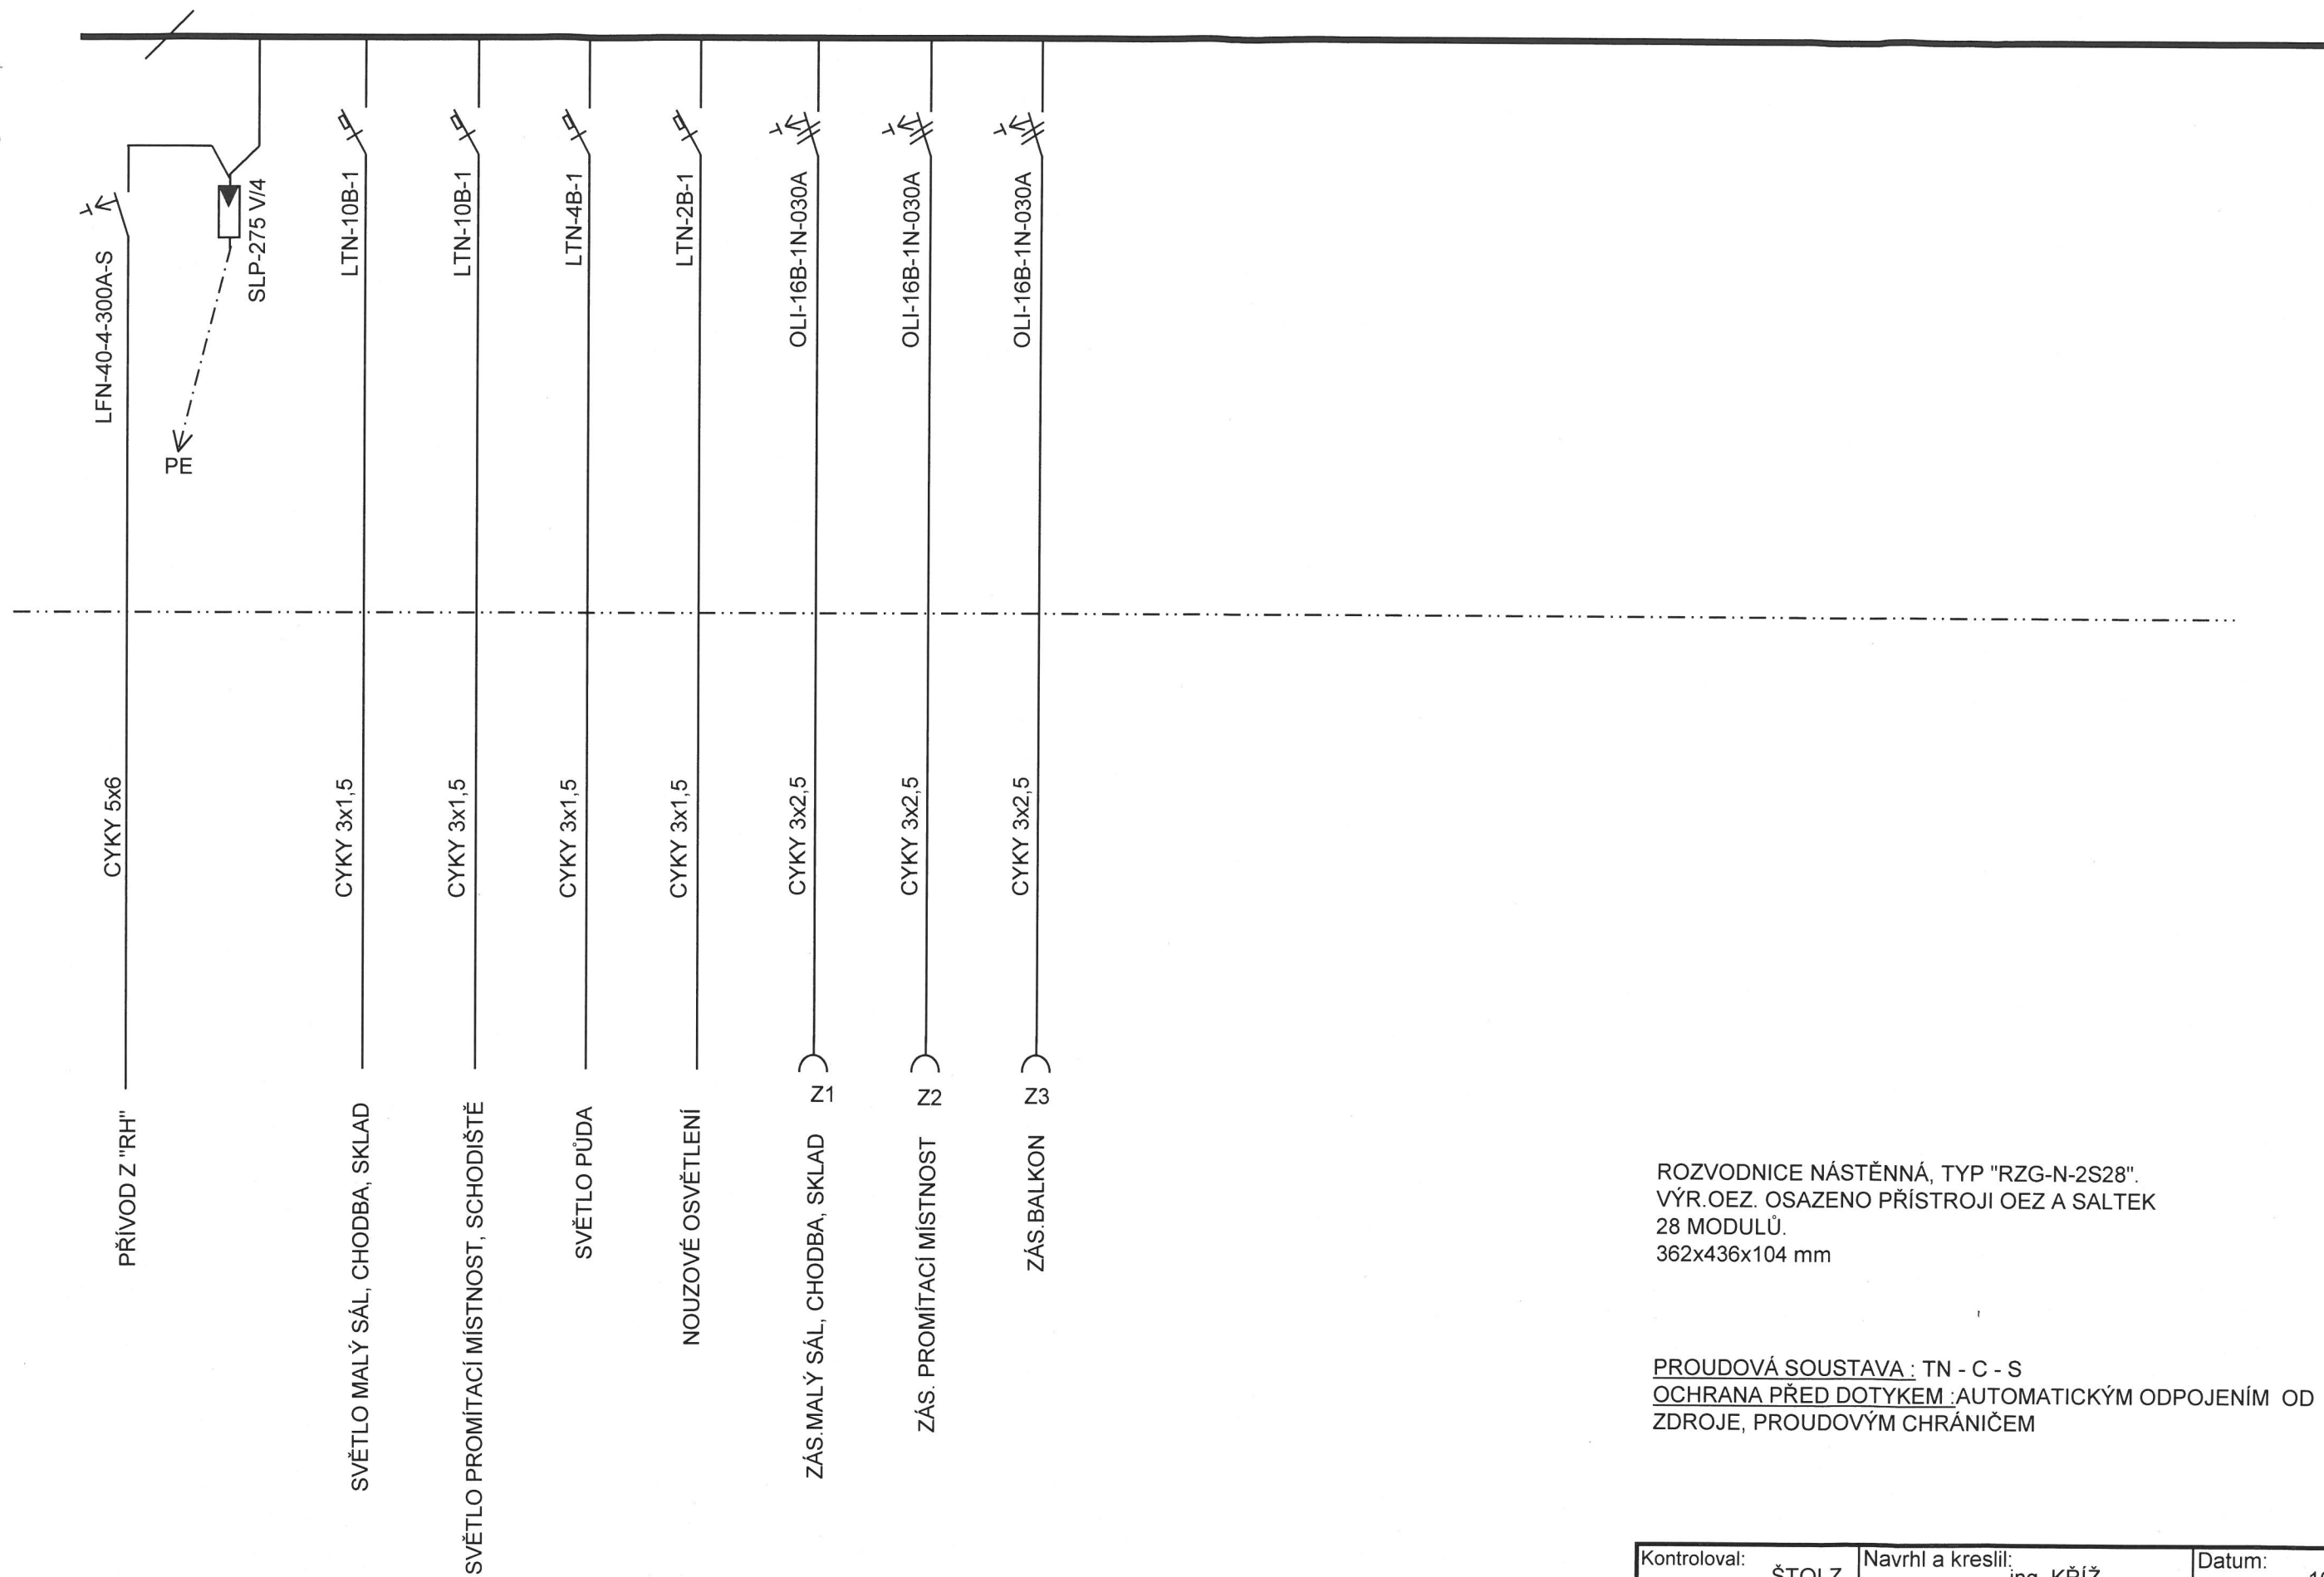 LFN-40-4-300A-S
SLP-275 V/4
LTN-10B-1
LTN-10B-1
LTN-4B-1
LTN-2B-1
OLI-16B-1N-030A
OLI-16B-1N-030A
OLI-16B-1N-030A
PE
CYKY 5x6
CYKY 3x1,5
CYKY 3x1,5
CYKY 3x1,5
CYKY 3x1,5
CYKY 3x2,5
CYKY 3x2,5
CYKY 3x2,5
Z1
Z2
Z3
PŘÍVOD Z "RH"
SVĚTLO MALÝ SÁL, CHODBA, SKLAD
SVĚTLO PROMÍTACÍ MÍSTNOST, SCHODIŠTĚ
SVĚTLO PŮDA
NOUZOVÉ OSVĚTLENÍ
ZÁS.MALÝ SÁL, CHODBA, SKLAD
ZÁS. PROMÍTACÍ MÍSTNOST
ZÁS.BALKON
ROZVODNICE NÁSTĚNNÁ, TYP "RZG-N-2S28".
VÝR.OEZ. OSAZENO PŘÍSTROJI OEZ A SALTEK
28 MODULŮ.
362x436x104 mm
PROUDOVÁ SOUSTAVA : TN - C - S
OCHRANA PŘED DOTYKEM :AUTOMATICKÝM ODPOJENÍM OD
ZDROJE, PROUDOVÝM CHRÁNIČEM
Kontroloval:
ŠTOLZ
Navrhl a kreslil:
ing. KŘÍŽ
Datum: